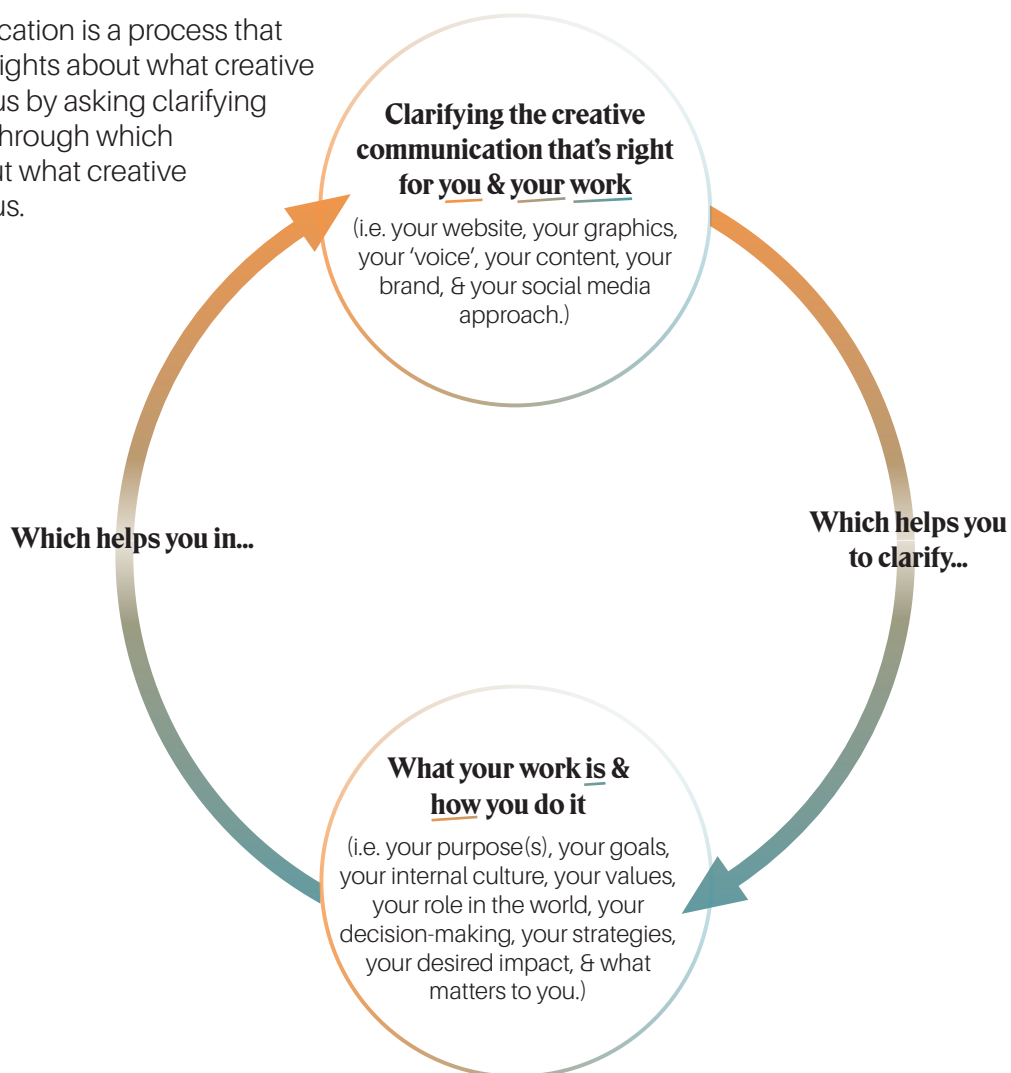 cation is a process that
ights about what creative
us by asking clarifying
hrough which
ut what creative
us.
Clarifying the creative
communication that's right
for you & your work
(i.e. your website, your graphics,
your ‘voice’, your content, your
brand, & your social media
approach.)
Which helps you in...
Which helps you
to clarify...
What your work is &
how you do it
(i.e. your purpose(s), your goals,
your internal culture, your values,
your role in the world, your
decision-making, your strategies,
your desired impact, & what
matters to you.)